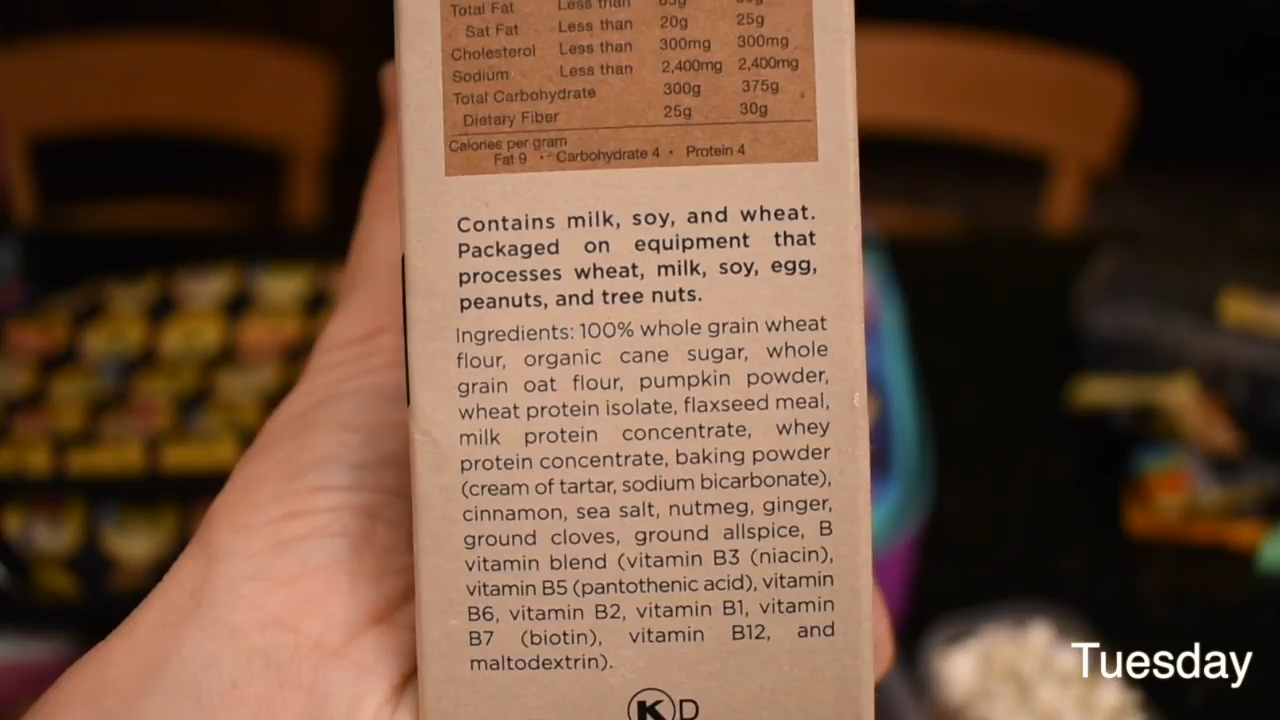 Total Fat Less than 65g
Sat Fat Less than 20g 25g
Cholesterol Less than 300mg 300mg
Sodium Less than 2,400mg 2,400mg
Total Carbohydrate 300g 375g
Dietary Fiber 25g 30g
Calories per gram
Fat 9 • Carbohydrate 4 • Protein 4
Contains milk, soy, and wheat.
Packaged on equipment that
processes wheat, milk, soy, egg,
peanuts, and tree nuts.
Ingredients: 100% whole grain wheat
flour, organic cane sugar, whole
grain oat flour, pumpkin powder,
wheat protein isolate, flaxseed meal,
milk protein concentrate, whey
protein concentrate, baking powder
(cream of tartar, sodium bicarbonate),
cinnamon, sea salt, nutmeg, ginger,
ground cloves, ground allspice, B
vitamin blend (vitamin B3 (niacin),
vitamin B5 (pantothenic acid), vitamin
B6, vitamin B2, vitamin B1, vitamin
B7 (biotin), vitamin B12, and
maltodextrin).
K D
Tuesday